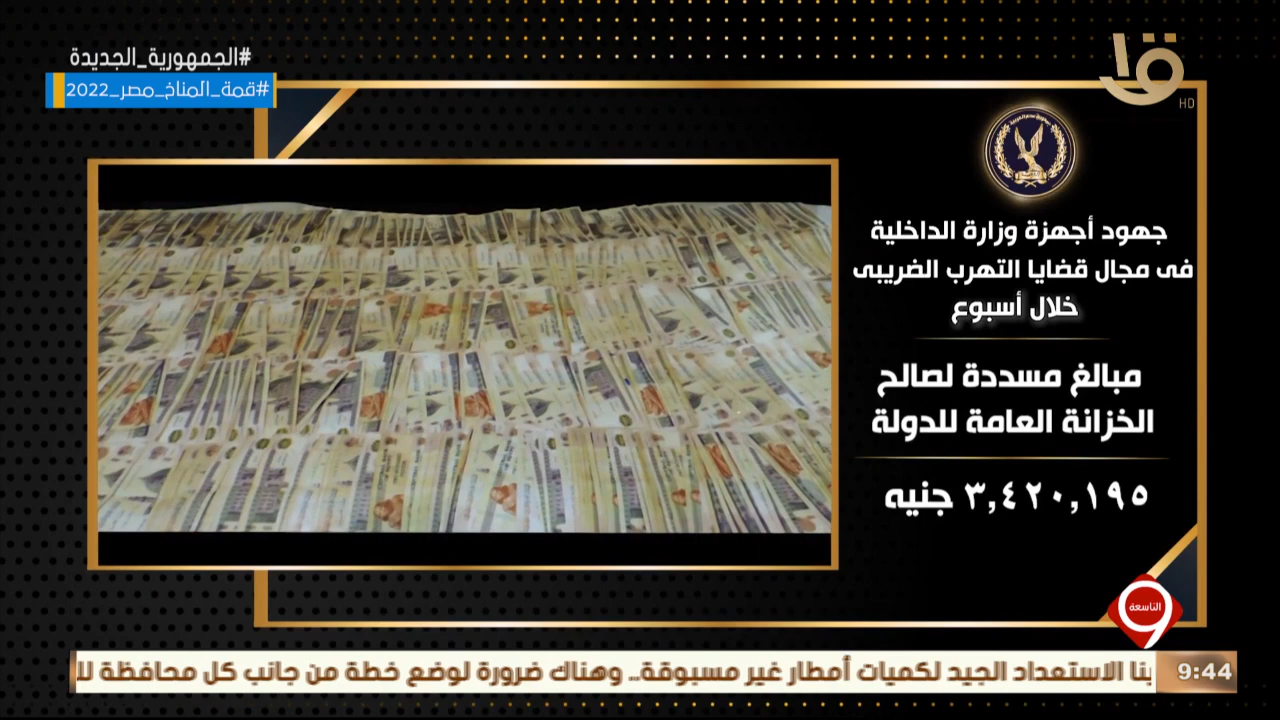 #الجمهورية_الجديدة
#قمة_المناخ_مصر_2022
HD
جهود أجهزة وزارة الداخلية
فى مجال قضايا التهرب الضريبى
خلال أسبوع
مبالغ مسددة لصالح
الخزانة العامة للدولة
٣,٤٢٠,١٩٥ جنيه
التاسعة
9
9:44
الاستعداد الجيد لكميات أمطار غير مسبوقة.. وهناك ضرورة لوضع خطة من جانب كل محافظة